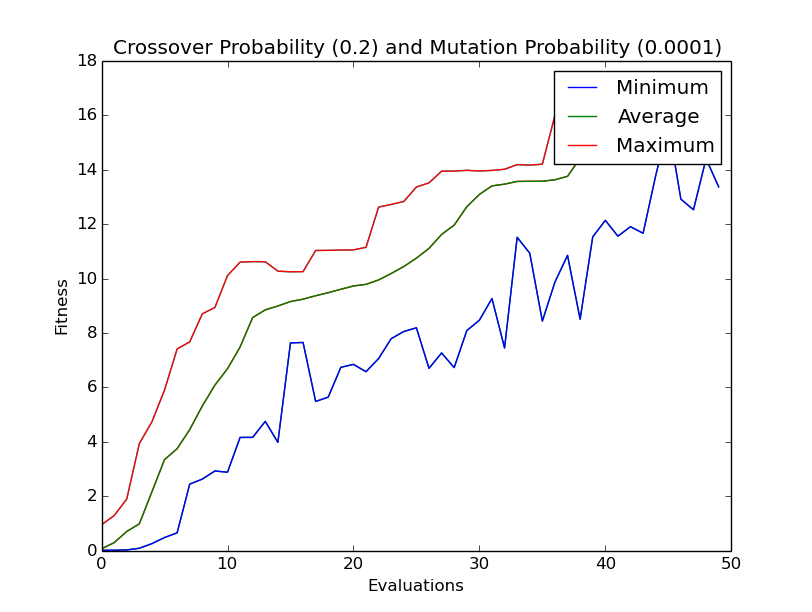 Crossover Probability (0.2) and Mutation Probability (0.0001)
18
16
14
12
10
8
6
4
2
0
Fitness
Minimum
Average
Maximum
0 10 20 30 40 50
Evaluations